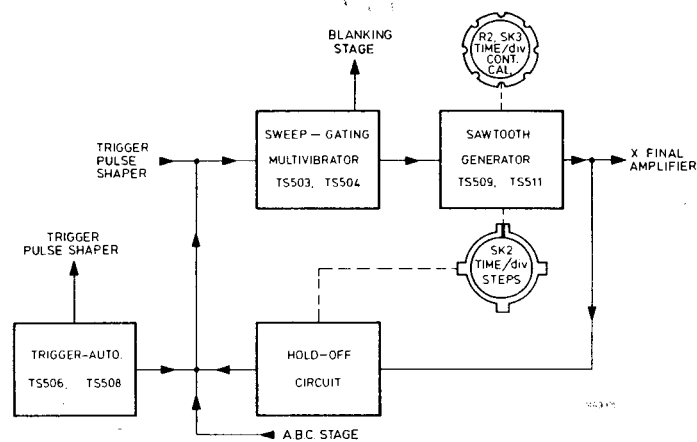 BLANKING
STAGE
R2, SK3
TIME/div
CONT.
CAL.
TRIGGER
PULSE
SHAPER
SWEEP – GATING
MULTIVIBRATOR
TS503, TS504
SAWTOOTH
GENERATOR
TS509, TS511
X FINAL
AMPLIFIER
TRIGGER
PULSE SHAPER
SK2
TIME/div
STEPS
TRIGGER–AUTO.
TS506, TS508
HOLD–OFF
CIRCUIT
A.B.C. STAGE